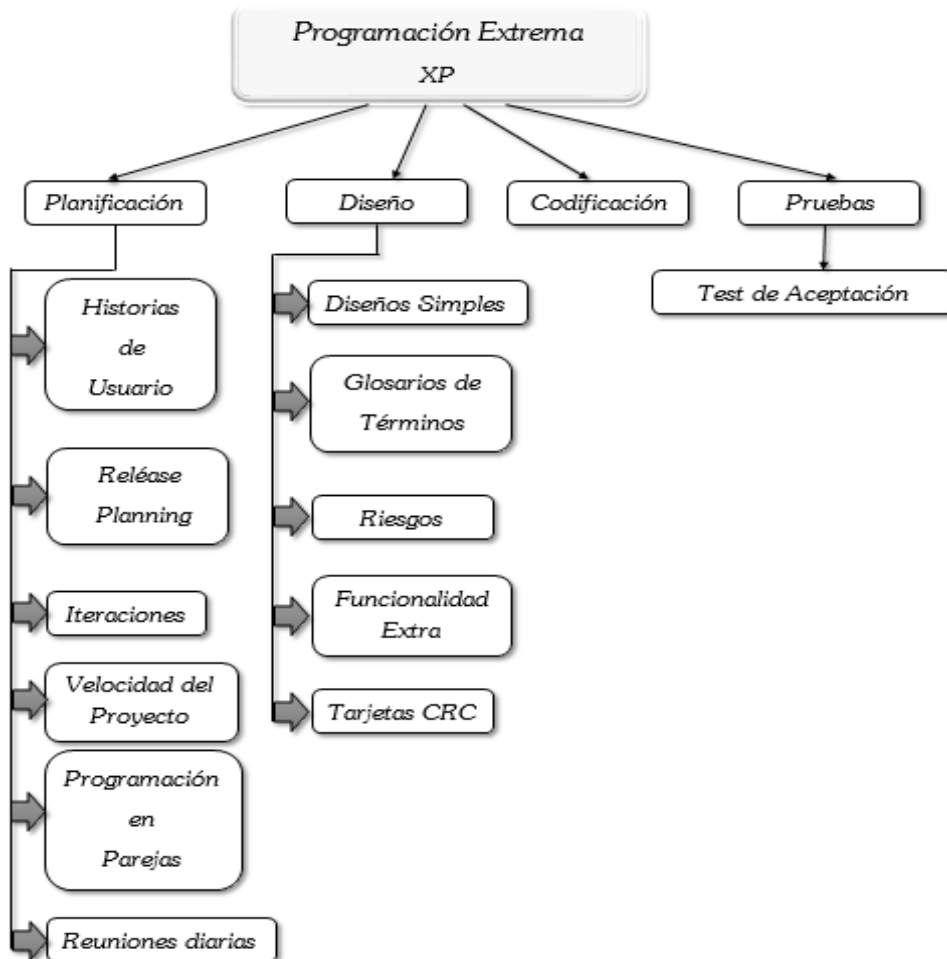 Programación Extrema
XP
Planificación
Diseño
Codificación
Pruebas
Historias
de
Usuario
Reléase
Planning
Iteraciones
Velocidad del
Proyecto
Programación
en
Parejas
Reuniones diarias
Diseños Simples
Glosarios de
Términos
Riesgos
Funcionalidad
Extra
Tarjetas CRC
Test de Aceptación